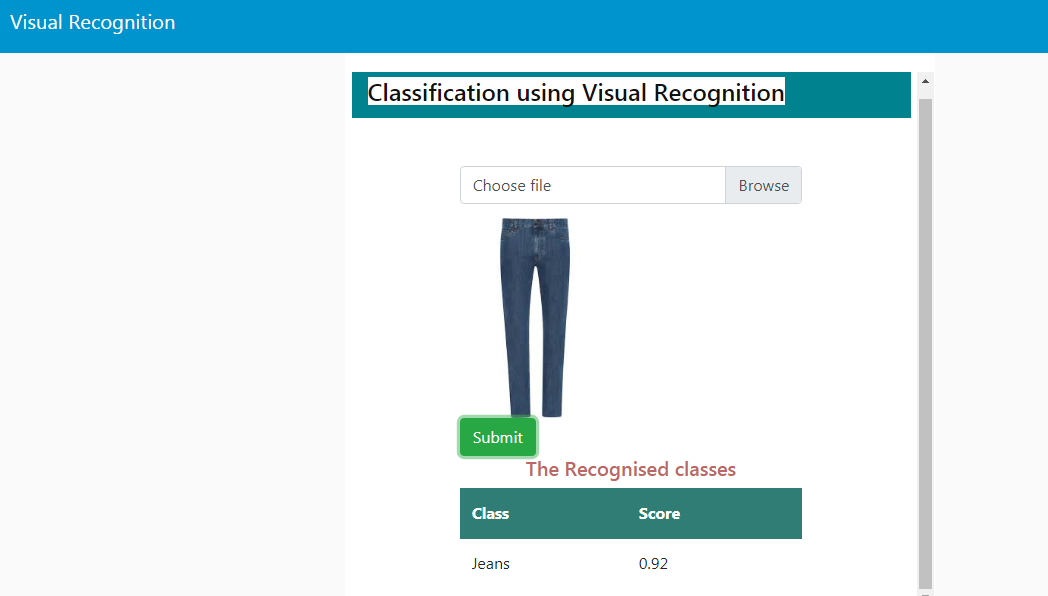 Visual Recognition
Classification using Visual Recognition
Choose file Browse
Submit
The Recognised classes
Class Score
Jeans 0.92